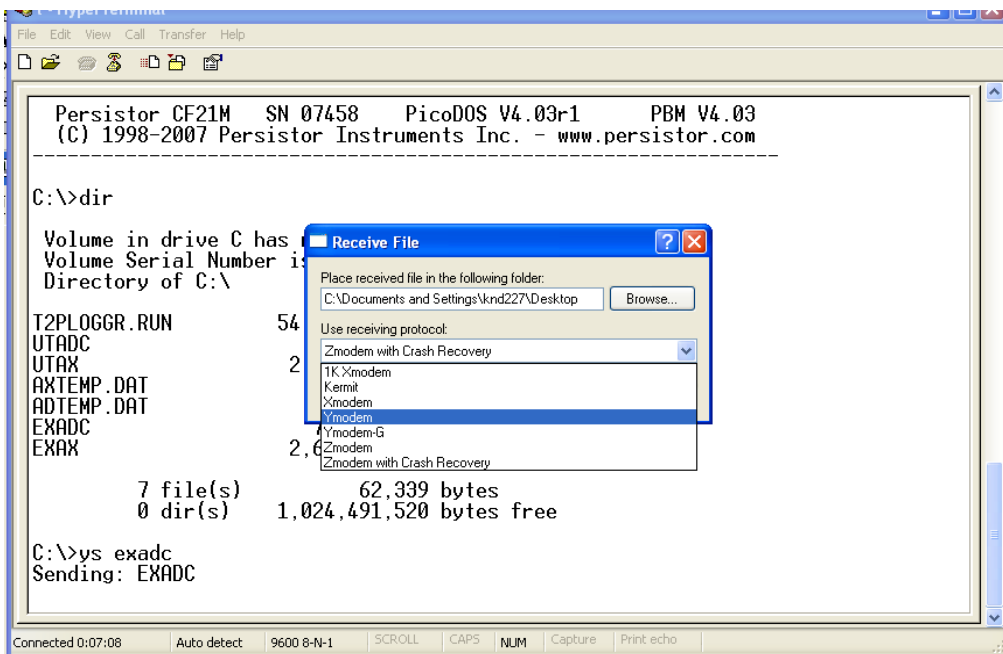 HyperTerminal
File Edit View Call Transfer Help
Persistor CF21M SN 07458 PicoDOS V4.03r1 PBM V4.03
(C) 1998-2007 Persistor Instruments Inc. - www.persistor.com
C:\>dir
Volume in drive C has
Volume Serial Number is
Directory of C:\
T2PLOGGR.RUN 54
UTADC
UTAX 2
AXTEMP.DAT
ADTEMP.DAT
EXADC
EXAX 2,6
7 file(s) 62,339 bytes
0 dir(s) 1,024,491,520 bytes free
C:\>ys exadc
Sending: EXADC
Receive File
Place received file in the following folder:
C:\Documents and Settings\knd227\Desktop Browse...
Use receiving protocol:
Zmodem with Crash Recovery
1K Xmodem
Kermit
Xmodem
Ymodem
Ymodem-G
Zmodem
Zmodem with Crash Recovery
Connected 0:07:08 Auto detect 9600 8-N-1 SCROLL CAPS NUM Capture Print echo